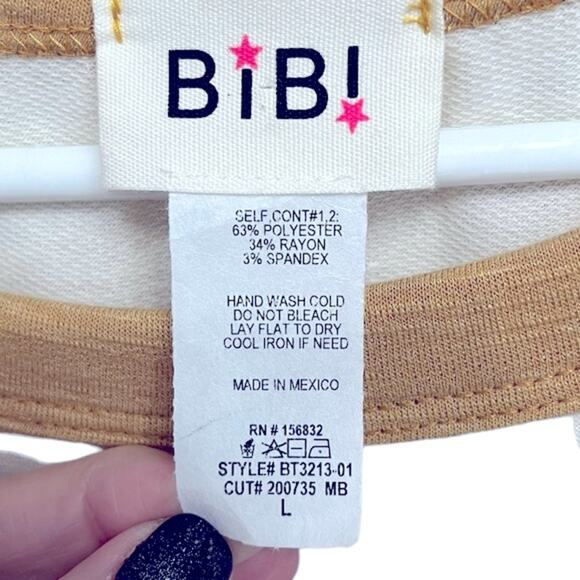 BiB!
SELF,CONT#1,2:
63% POLYESTER
34% RAYON
3% SPANDEX
HAND WASH COLD
DO NOT BLEACH
LAY FLAT TO DRY
COOL IRON IF NEED
MADE IN MEXICO
RN # 156832
STYLE# BT3213-01
CUT# 200735 MB
L